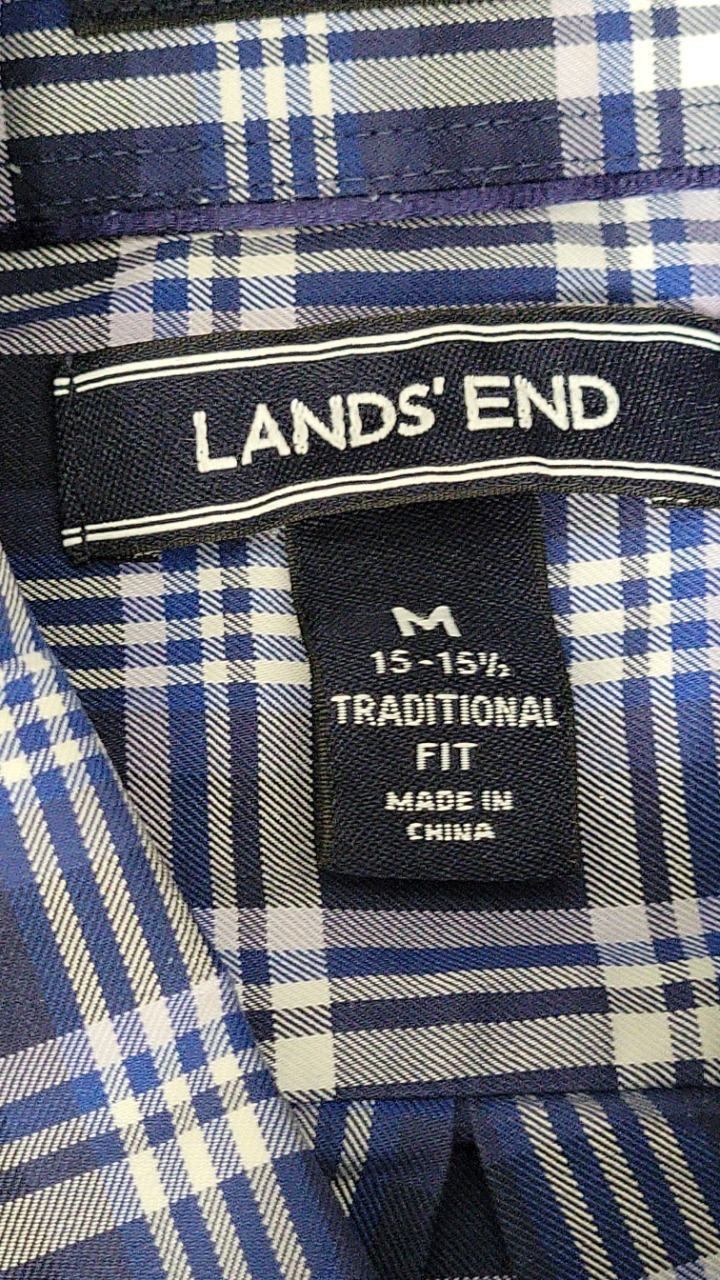 LANDS' END
M
15-15½
TRADITIONAL
FIT
MADE IN
CHINA